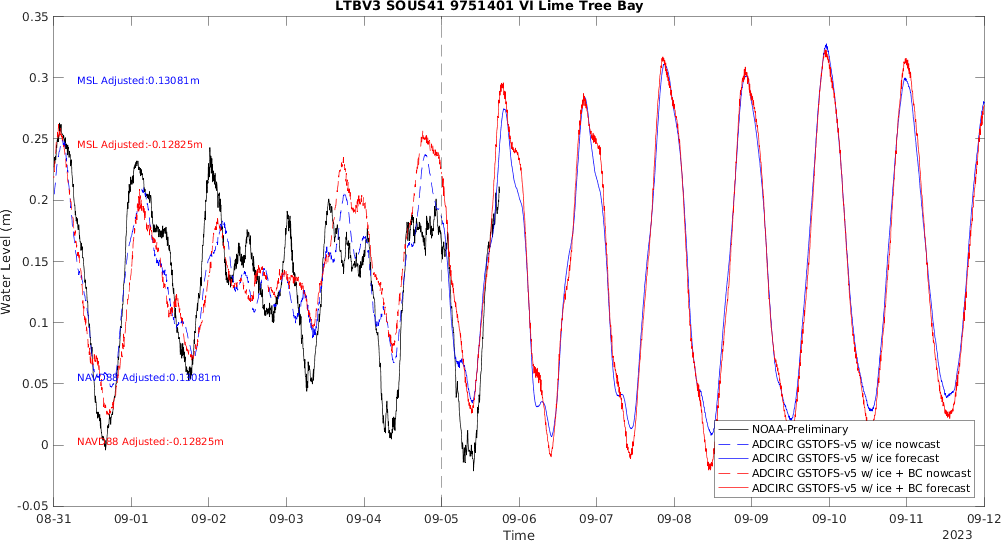 LTBV3 SOUS41 9751401 VI Lime Tree Bay
0.35
0.3
0.25
0.2
0.15
0.1
0.05
0
-0.05
Water Level (m)
MSL Adjusted:0.13081m
MSL Adjusted:-0.12825m
NAVD88 Adjusted:0.13081m
NAVD88 Adjusted:-0.12825m
NOAA-Preliminary
ADCIRC GSTOFS-v5 w/ ice nowcast
ADCIRC GSTOFS-v5 w/ ice forecast
ADCIRC GSTOFS-v5 w/ ice + BC nowcast
ADCIRC GSTOFS-v5 w/ ice + BC forecast
08-31 09-01 09-02 09-03 09-04 09-05 09-06 09-07 09-08 09-09 09-10 09-11 09-12
Time
2023